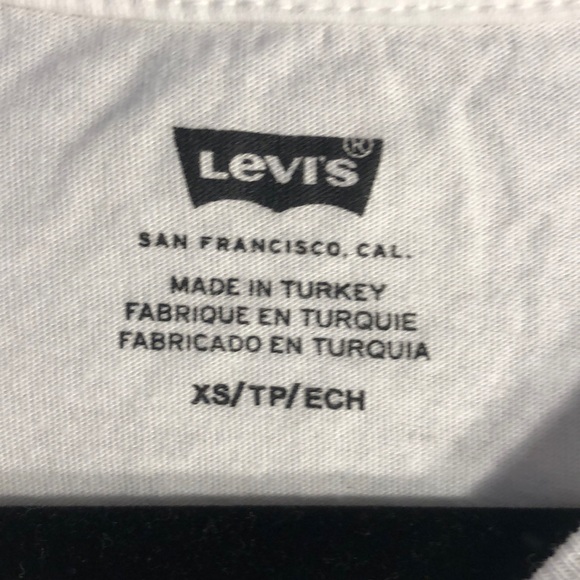 Levi's®
SAN FRANCISCO, CAL.
MADE IN TURKEY
FABRIQUE EN TURQUIE
FABRICADO EN TURQUIA
XS/TP/ECH